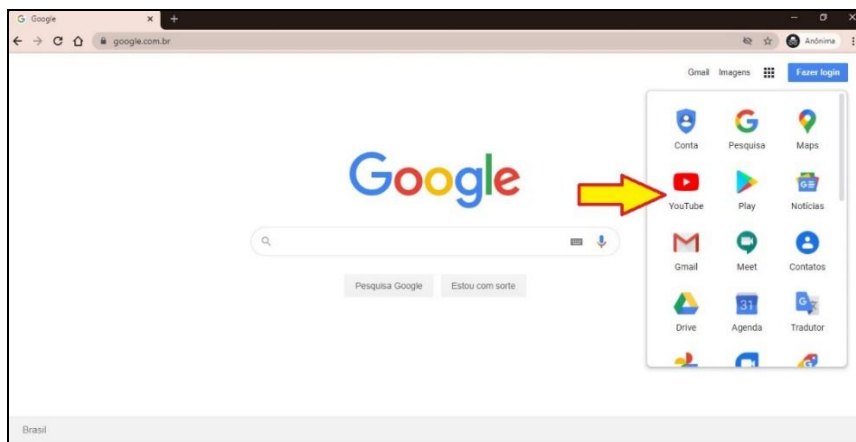 Google
google.com.br
Anônima
Gmail Imagens Fazer login
Conta Pesquisa Maps
YouTube Play Notícias
Gmail Meet Contatos
31
Drive Agenda Tradutor
Google
Pesquisa Google Estou com sorte
Brasil